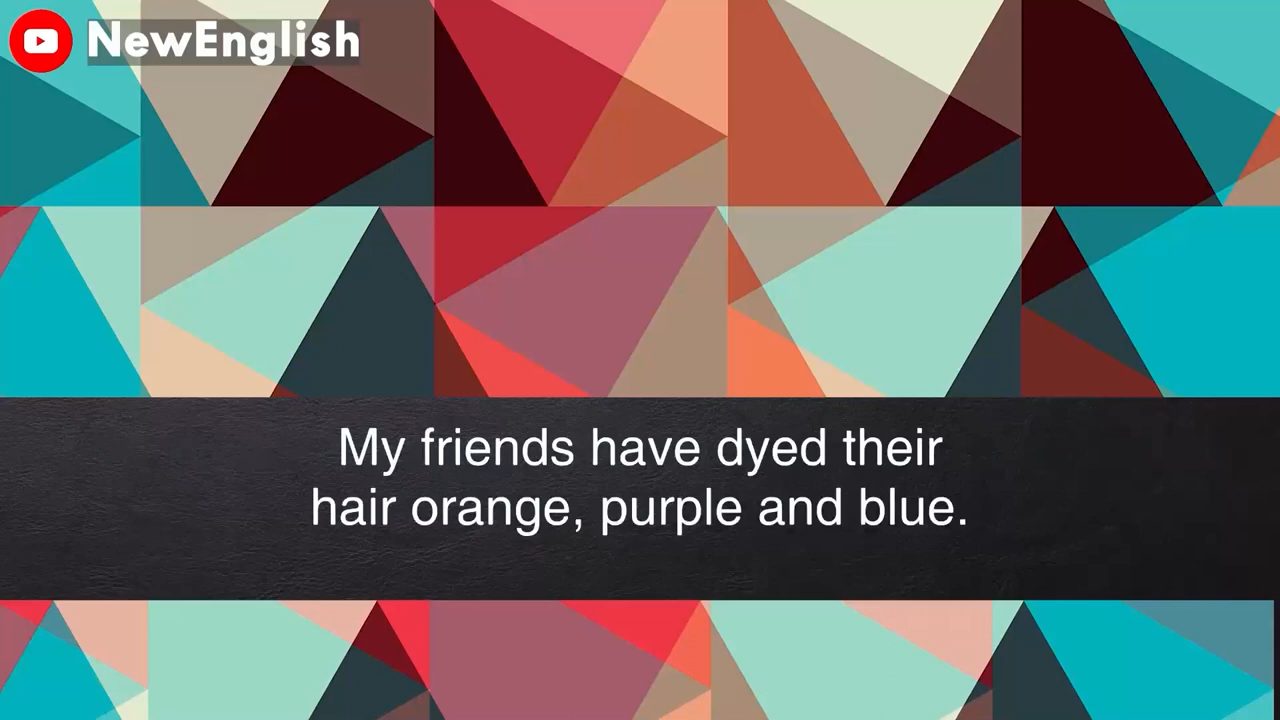 NewEnglish
My friends have dyed their
hair orange, purple and blue.